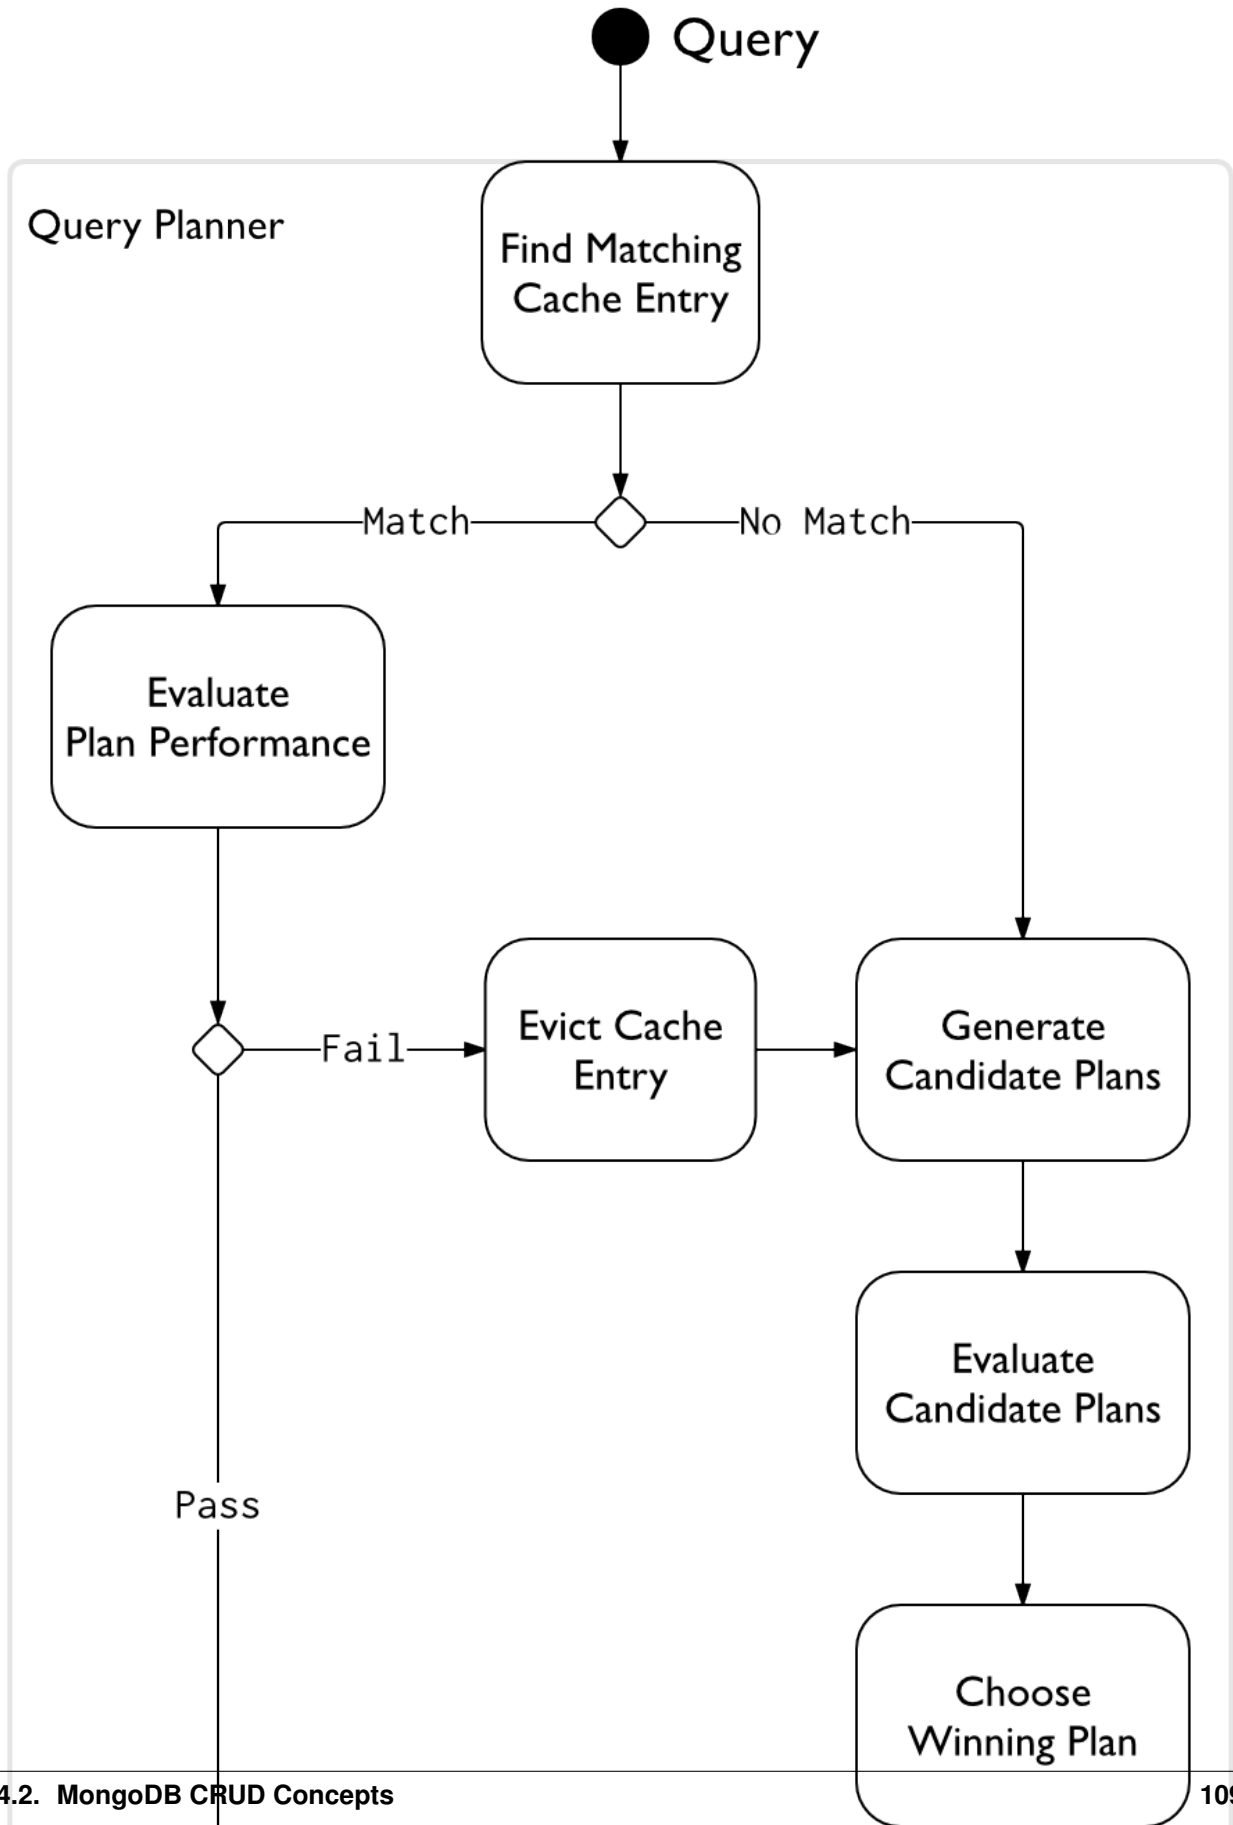 Query
Query Planner
Find Matching
Cache Entry
Match
No Match
Evaluate
Plan Performance
Fail
Evict Cache
Entry
Generate
Candidate Plans
Evaluate
Candidate Plans
Pass
Choose
Winning Plan
4.2. MongoDB CRUD Concepts
109